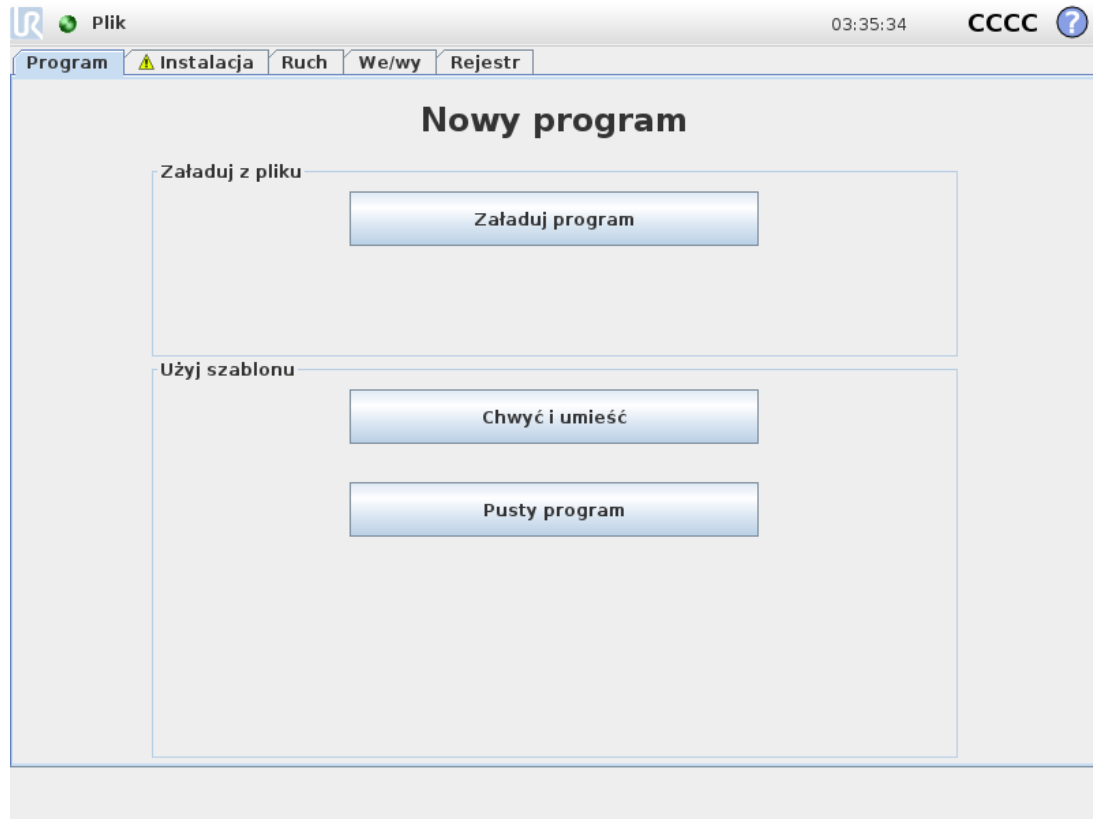 UR Plik 03:35:34 CCCC ?
Program Instalacja Ruch We/wy Rejestr
Nowy program
Załaduj z pliku
Załaduj program
Użyj szablonu
Chwyć i umieść
Pusty program